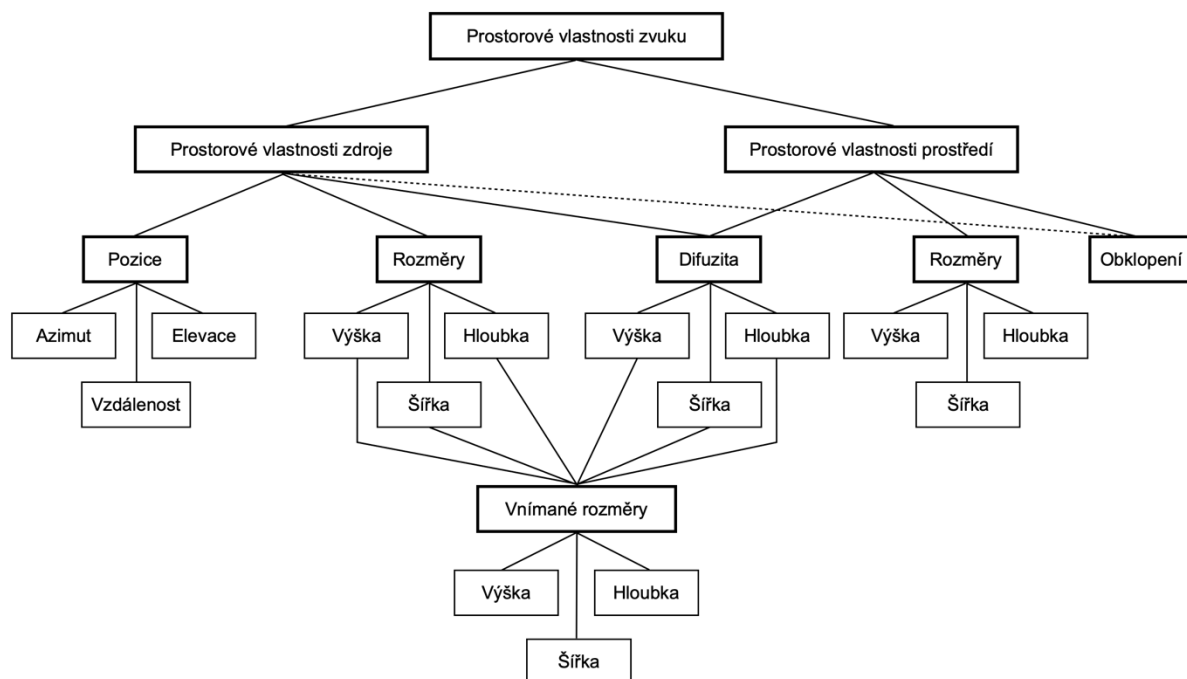 Prostorové vlastnosti zvuku
Prostorové vlastnosti zdroje
Prostorové vlastnosti prostředí
Pozice
Rozměry
Difuzita
Rozměry
Obklopení
Azimut
Elevace
Výška
Hloubka
Výška
Hloubka
Výška
Hloubka
Vzdálenost
Šířka
Šířka
Šířka
Vnímané rozměry
Výška
Hloubka
Šířka